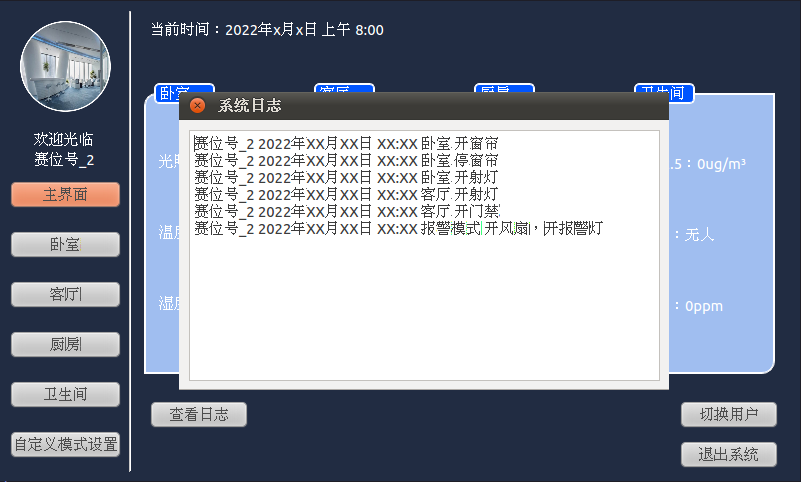 当前时间：2022年x月x日 上午 8:00
欢迎光临
赛位号_2
主界面
卧室
客厅
厨房
卫生间
自定义模式设置
卧室
客厅
厨房
卫生间
系统日志
赛位号_2 2022年XX月XX日 XX:XX 卧室 开窗帘
赛位号_2 2022年XX月XX日 XX:XX 卧室 停窗帘
赛位号_2 2022年XX月XX日 XX:XX 卧室 开射灯
赛位号_2 2022年XX月XX日 XX:XX 客厅 开射灯
赛位号_2 2022年XX月XX日 XX:XX 客厅 开门禁
赛位号_2 2022年XX月XX日 XX:XX 报警模式 开风扇，开报警灯
光
.5：0ug/m³
温
：无人
湿
：0ppm
查看日志
切换用户
退出系统